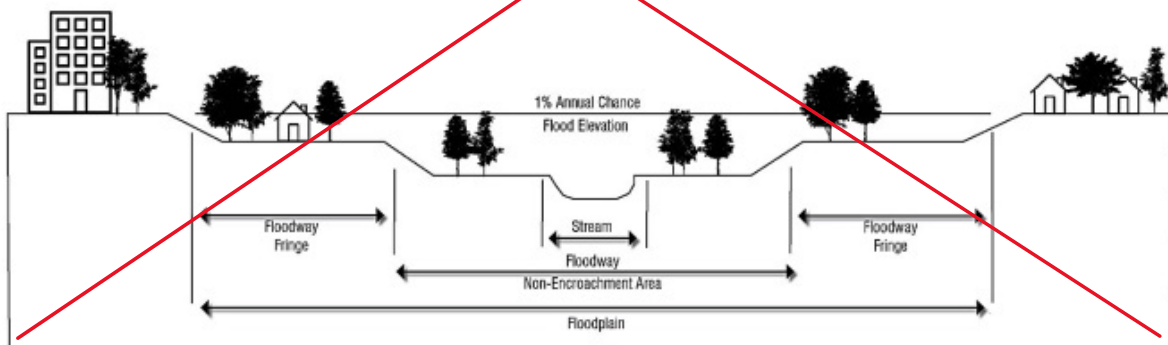 1% Annual Chance
Flood Elevation
Floodway
Fringe
Stream
Floodway
Fringe
Floodway
Non-Encroachment Area
Floodplain